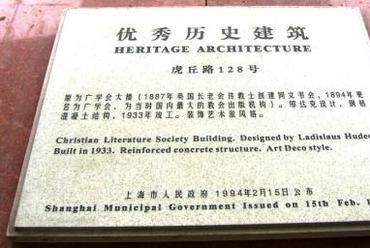 优秀历史建筑
HERITAGE ARCHITECTURE
虎丘路128号
原为广学会大楼（1887年英国长老会传教士创建同文书会，1894年更
名为广学会，为当时国内最大的教会出版机构）。邬达克设计，钢筋
混凝土结构，1933年竣工。装饰艺术派风格。
Christian Literature Society Building. Designed by Ladislaus Hudec
Built in 1933. Reinforced concrete structure. Art Deco style.
上海市人民政府 1994年2月15日公布
Shanghai Municipal Government Issued on 15th Feb.